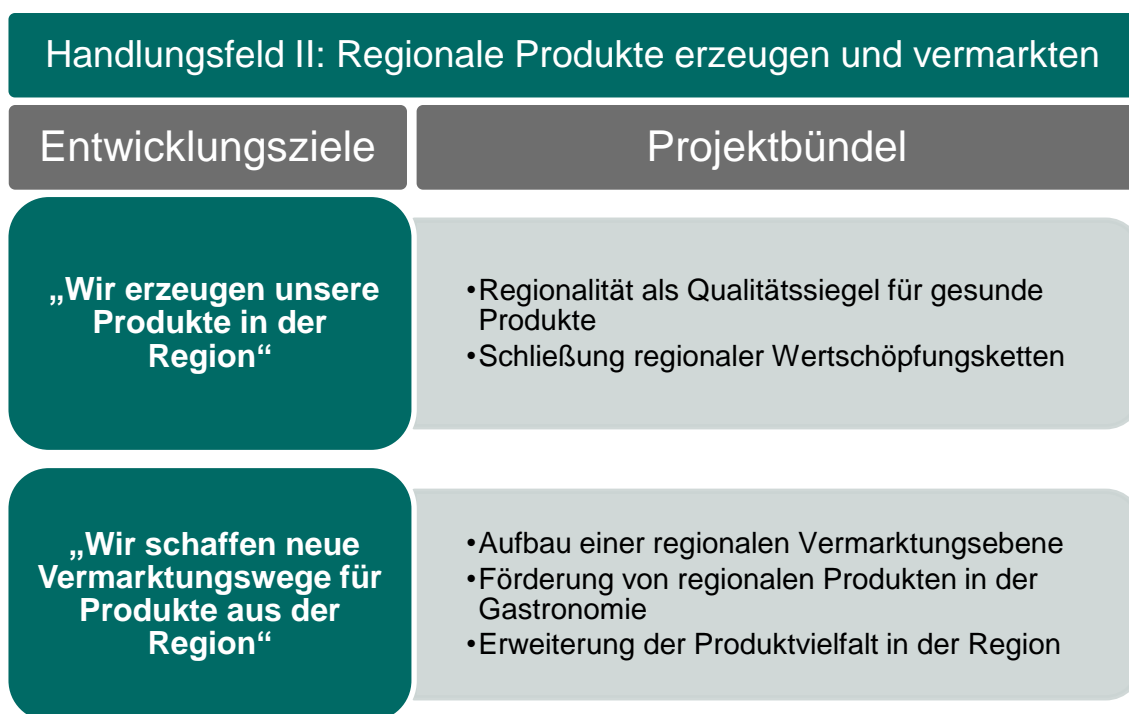 Handlungsfeld II: Regionale Produkte erzeugen und vermarkten
Entwicklungsziele
Projektbündel
„Wir erzeugen unsere
Produkte in der
Region“
•Regionalität als Qualitätssiegel für gesunde
Produkte
•Schließung regionaler Wertschöpfungsketten
„Wir schaffen neue
Vermarktungswege für
Produkte aus der
Region“
•Aufbau einer regionalen Vermarktungsebene
•Förderung von regionalen Produkten in der
Gastronomie
•Erweiterung der Produktvielfalt in der Region